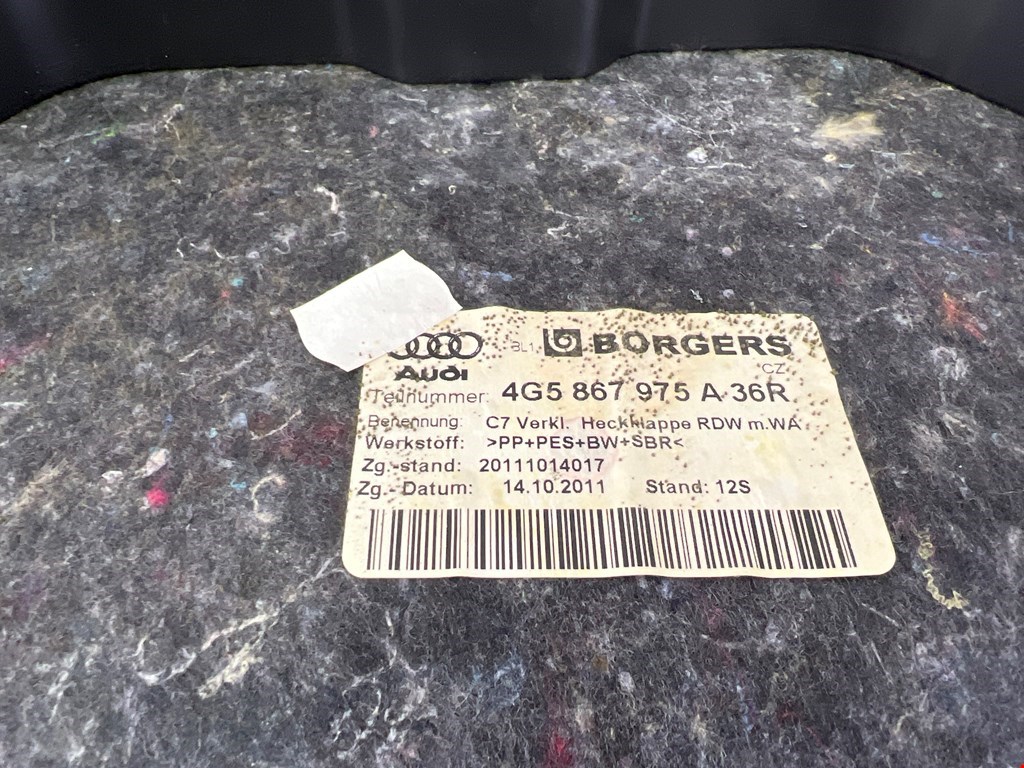 BL1 BÖRGERS
Audi CZ
Teilnummer: 4G5 867 975 A 36R
Benennung: C7 Verkl. Heckklappe RDW m.WA
Werkstoff: >PP+PES+BW+SBR<
Zg.-stand: 20111014017
Zg.-Datum: 14.10.2011 Stand: 12S